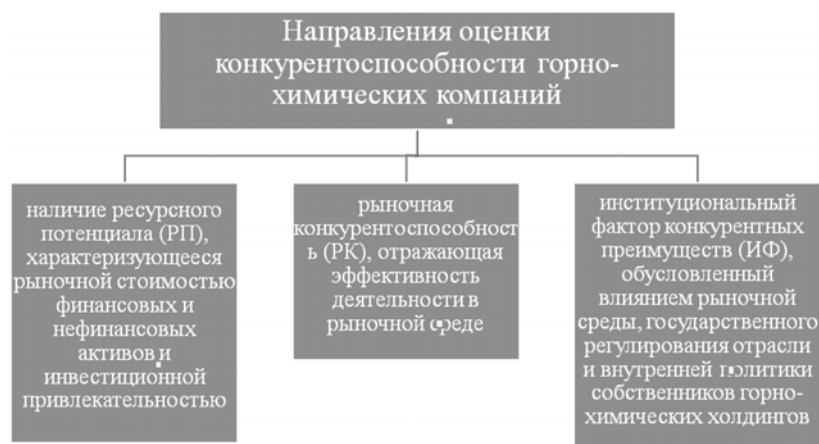 Направления оценки
конкурентоспособности горно-
химических компаний
наличие ресурсного
потенциала (РП),
характеризующееся
рыночной стоимостью
финансовых и
нефинансовых
активов и
инвестиционной
привлекательностью
рыночная
конкурентоспособност
ь (РК), отражающая
эффективность
деятельности в
рыночной среде
институциональный
фактор конкурентных
преимуществ (ИФ),
обусловленный
влиянием рыночной
среды, государственного
регулирования отрасли
и внутренней политики
собственников горно-
химических холдингов